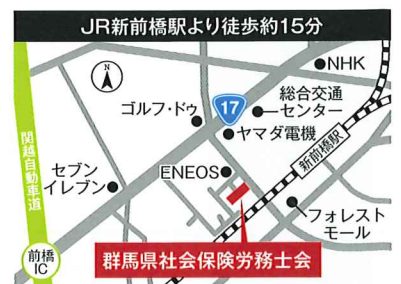 JR新前橋駅より徒歩約15分
N
NHK
総合交通
センター
ゴルフ・ドゥ
17
ヤマダ電機
新前橋駅
関越自動車道
セブン
イレブン
ENEOS
フォレスト
モール
前橋
IC
群馬県社会保険労務士会